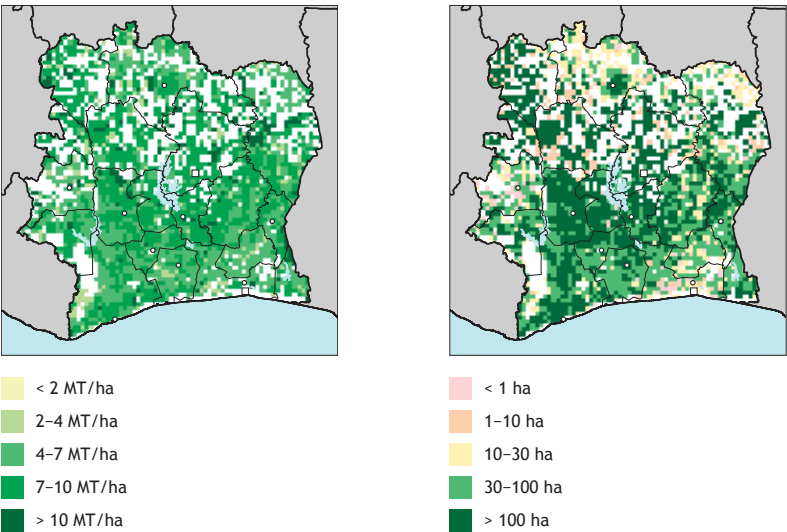 < 2 MT/ha
2–4 MT/ha
4–7 MT/ha
7–10 MT/ha
> 10 MT/ha
< 1 ha
1–10 ha
10–30 ha
30–100 ha
> 100 ha